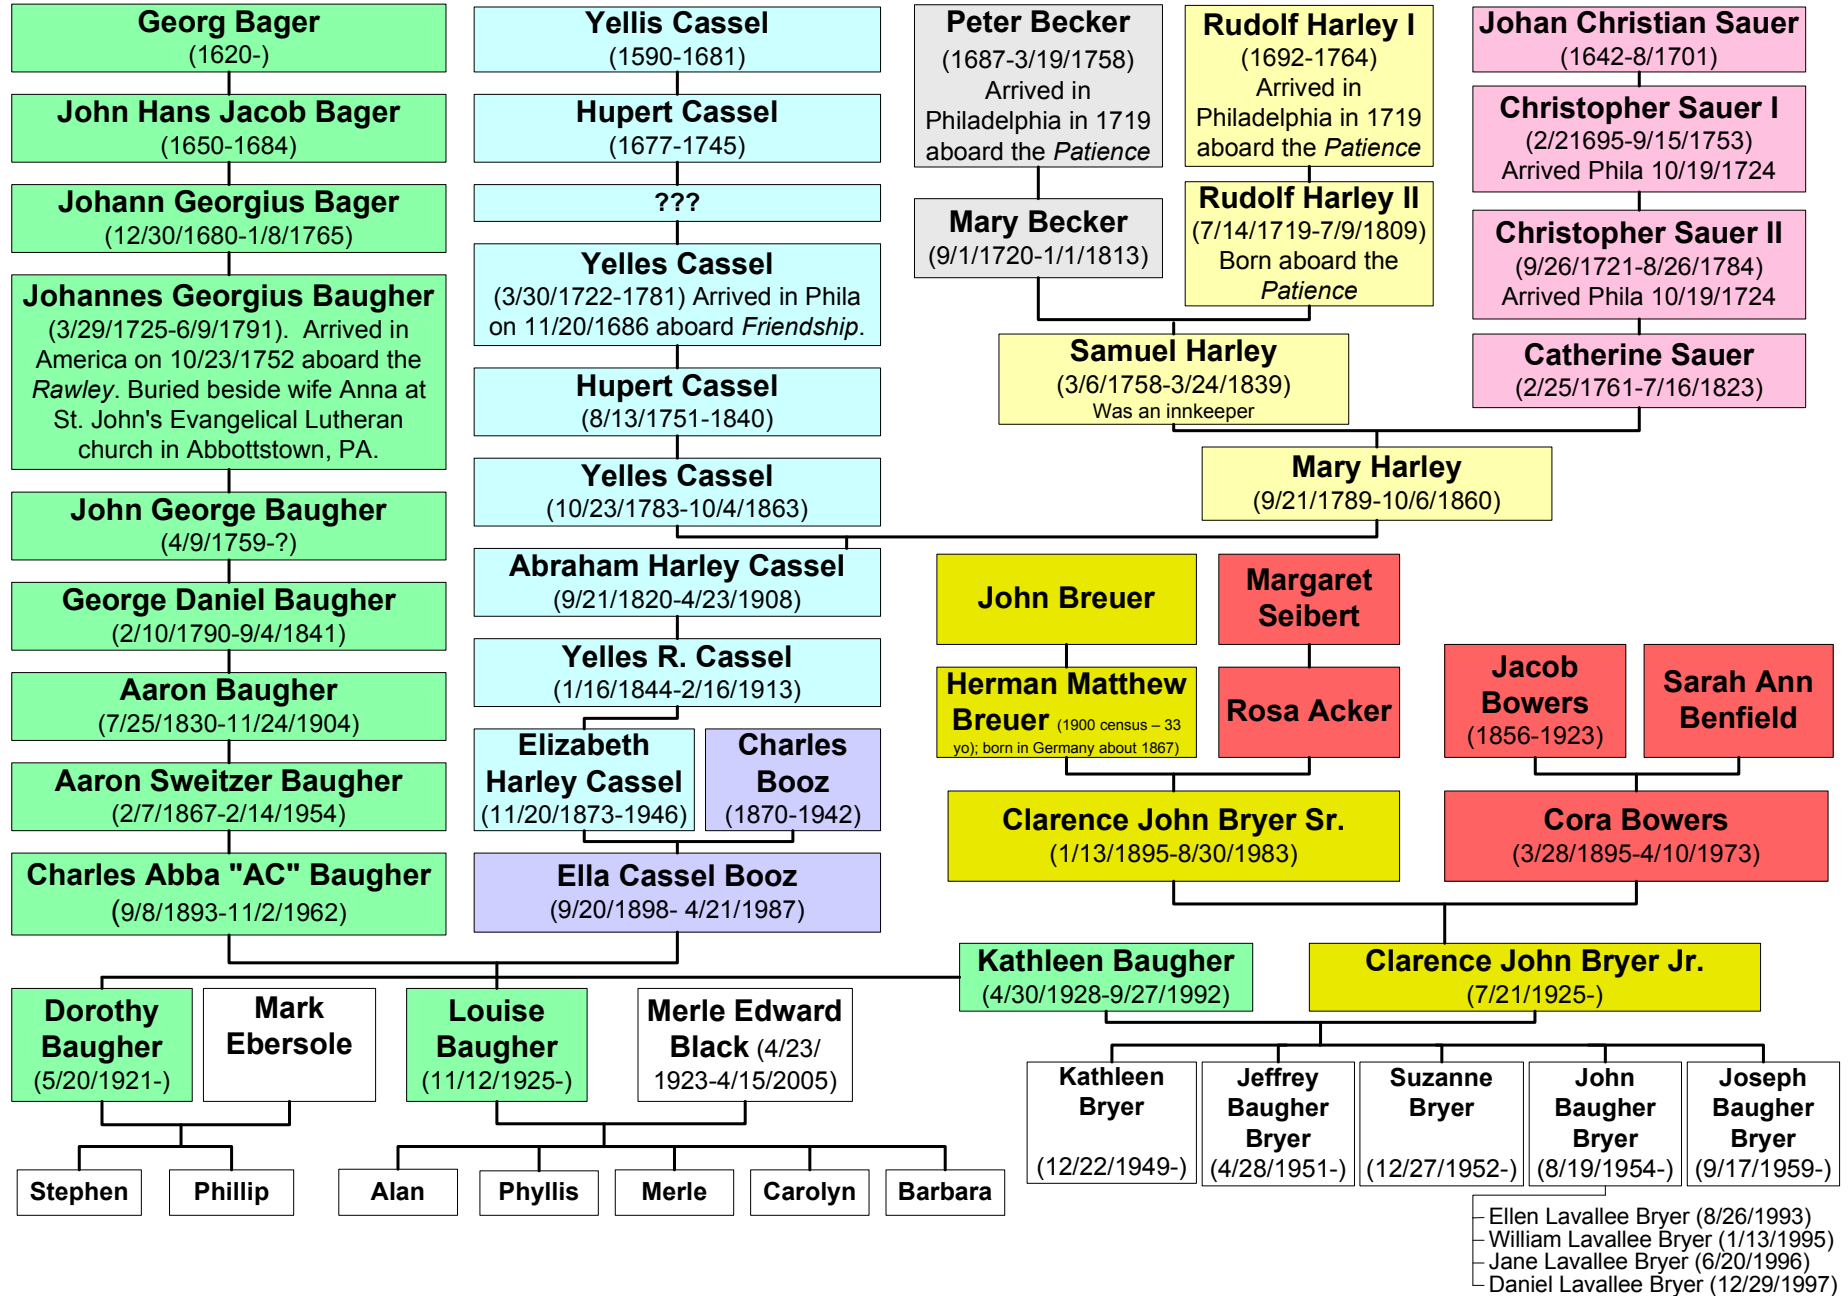 Georg Bager
(1620-)
John Hans Jacob Bager
(1650-1684)
Johann Georgius Bager
(12/30/1680-1/8/1765)
Johannes Georgius Baugher
(3/29/1725-6/9/1791).  Arrived in
America on 10/23/1752 aboard the
Rawley. Buried beside wife Anna at
St. John's Evangelical Lutheran
church in Abbottstown, PA.
John George Baugher
(4/9/1759-?)
George Daniel Baugher
(2/10/1790-9/4/1841)
Aaron Baugher
(7/25/1830-11/24/1904)
Aaron Sweitzer Baugher
(2/7/1867-2/14/1954)
Charles Abba "AC" Baugher
(9/8/1893-11/2/1962)
Yellis Cassel
(1590-1681)
Hupert Cassel
(1677-1745)
???
Yelles Cassel
(3/30/1722-1781) Arrived in Phila
on 11/20/1686 aboard Friendship.
Hupert Cassel
(8/13/1751-1840)
Yelles Cassel
(10/23/1783-10/4/1863)
Abraham Harley Cassel
(9/21/1820-4/23/1908)
Yelles R. Cassel
(1/16/1844-2/16/1913)
Elizabeth
Harley Cassel
(11/20/1873-1946)
Charles
Booz
(1870-1942)
Ella Cassel Booz
(9/20/1898- 4/21/1987)
Peter Becker
(1687-3/19/1758)
Arrived in
Philadelphia in 1719
aboard the Patience
Mary Becker
(9/1/1720-1/1/1813)
Rudolf Harley I
(1692-1764)
Arrived in
Philadelphia in 1719
aboard the Patience
Rudolf Harley II
(7/14/1719-7/9/1809)
Born aboard the
Patience
Johan Christian Sauer
(1642-8/1701)
Christopher Sauer I
(2/21695-9/15/1753)
Arrived Phila 10/19/1724
Christopher Sauer II
(9/26/1721-8/26/1784)
Arrived Phila 10/19/1724
Samuel Harley
(3/6/1758-3/24/1839)
Was an innkeeper
Catherine Sauer
(2/25/1761-7/16/1823)
Mary Harley
(9/21/1789-10/6/1860)
John Breuer
Margaret
Seibert
Herman Matthew
Breuer (1900 census – 33
yo); born in Germany about 1867)
Rosa Acker
Jacob
Bowers
(1856-1923)
Sarah Ann
Benfield
Clarence John Bryer Sr.
(1/13/1895-8/30/1983)
Cora Bowers
(3/28/1895-4/10/1973)
Kathleen Baugher
(4/30/1928-9/27/1992)
Clarence John Bryer Jr.
(7/21/1925-)
Dorothy
Baugher
(5/20/1921-)
Mark
Ebersole
Louise
Baugher
(11/12/1925-)
Merle Edward
Black (4/23/
1923-4/15/2005)
Stephen
Phillip
Alan
Phyllis
Merle
Carolyn
Barbara
Kathleen
Bryer
(12/22/1949-)
Jeffrey
Baugher
Bryer
(4/28/1951-)
Suzanne
Bryer
(12/27/1952-)
John
Baugher
Bryer
(8/19/1954-)
Joseph
Baugher
Bryer
(9/17/1959-)
Ellen Lavallee Bryer (8/26/1993)
William Lavallee Bryer (1/13/1995)
Jane Lavallee Bryer (6/20/1996)
Daniel Lavallee Bryer (12/29/1997)